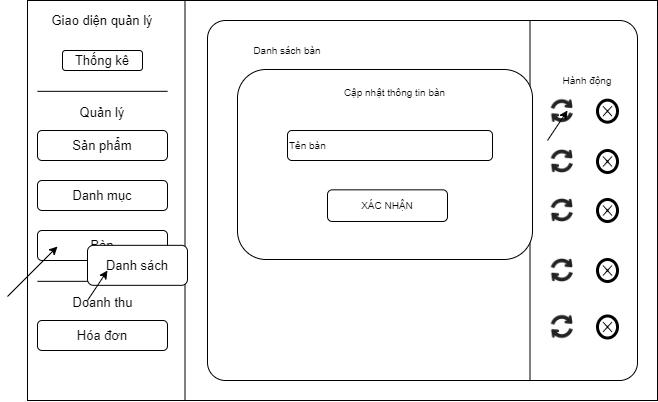 Giao diện quản lý
Thống kê
Quản lý
Sản phẩm
Danh mục
Bàn
Danh sách
Doanh thu
Hóa đơn
Danh sách bàn
Cập nhật thông tin bàn
Tên bàn
XÁC NHẬN
Hành động